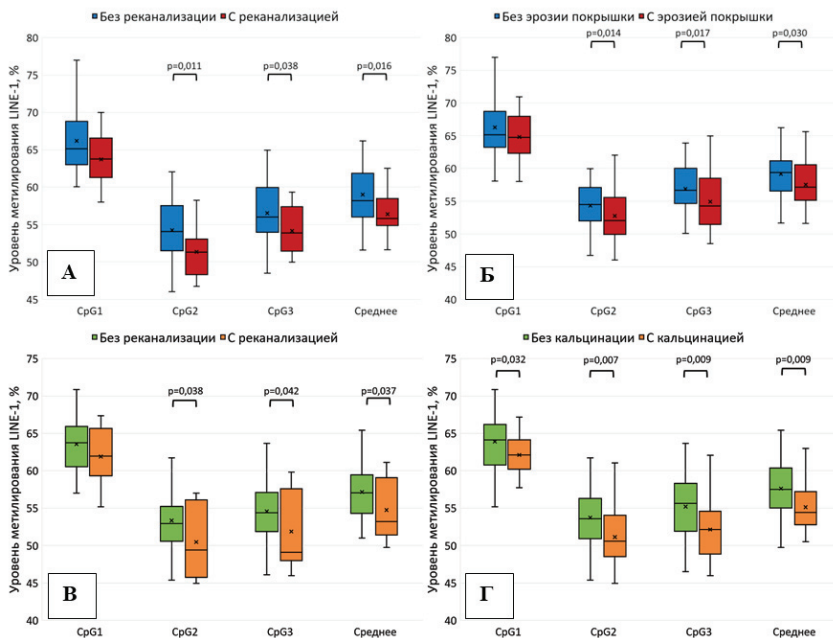 Без реканализации С реканализацией
Уровень метилирования LINE-1, %
80
75
70
65
60
55
50
45
p=0,011
p=0,038
p=0,016
А
CpG1 CpG2 CpG3 Среднее
Без эрозии покрышки С эрозией покрышки
Уровень метилирования LINE-1, %
80
75
70
65
60
55
50
45
40
p=0,014
p=0,017
p=0,030
Б
CpG1 CpG2 CpG3 Среднее
Без реканализации С реканализацией
Уровень метилирования LINE-1, %
75
70
65
60
55
50
45
40
p=0,038
p=0,042
p=0,037
В
CpG1 CpG2 CpG3 Среднее
Без кальцинации С кальцинацией
Уровень метилирования LINE-1, %
75
70
65
60
55
50
45
40
p=0,032
p=0,007
p=0,009
p=0,009
Г
CpG1 CpG2 CpG3 Среднее